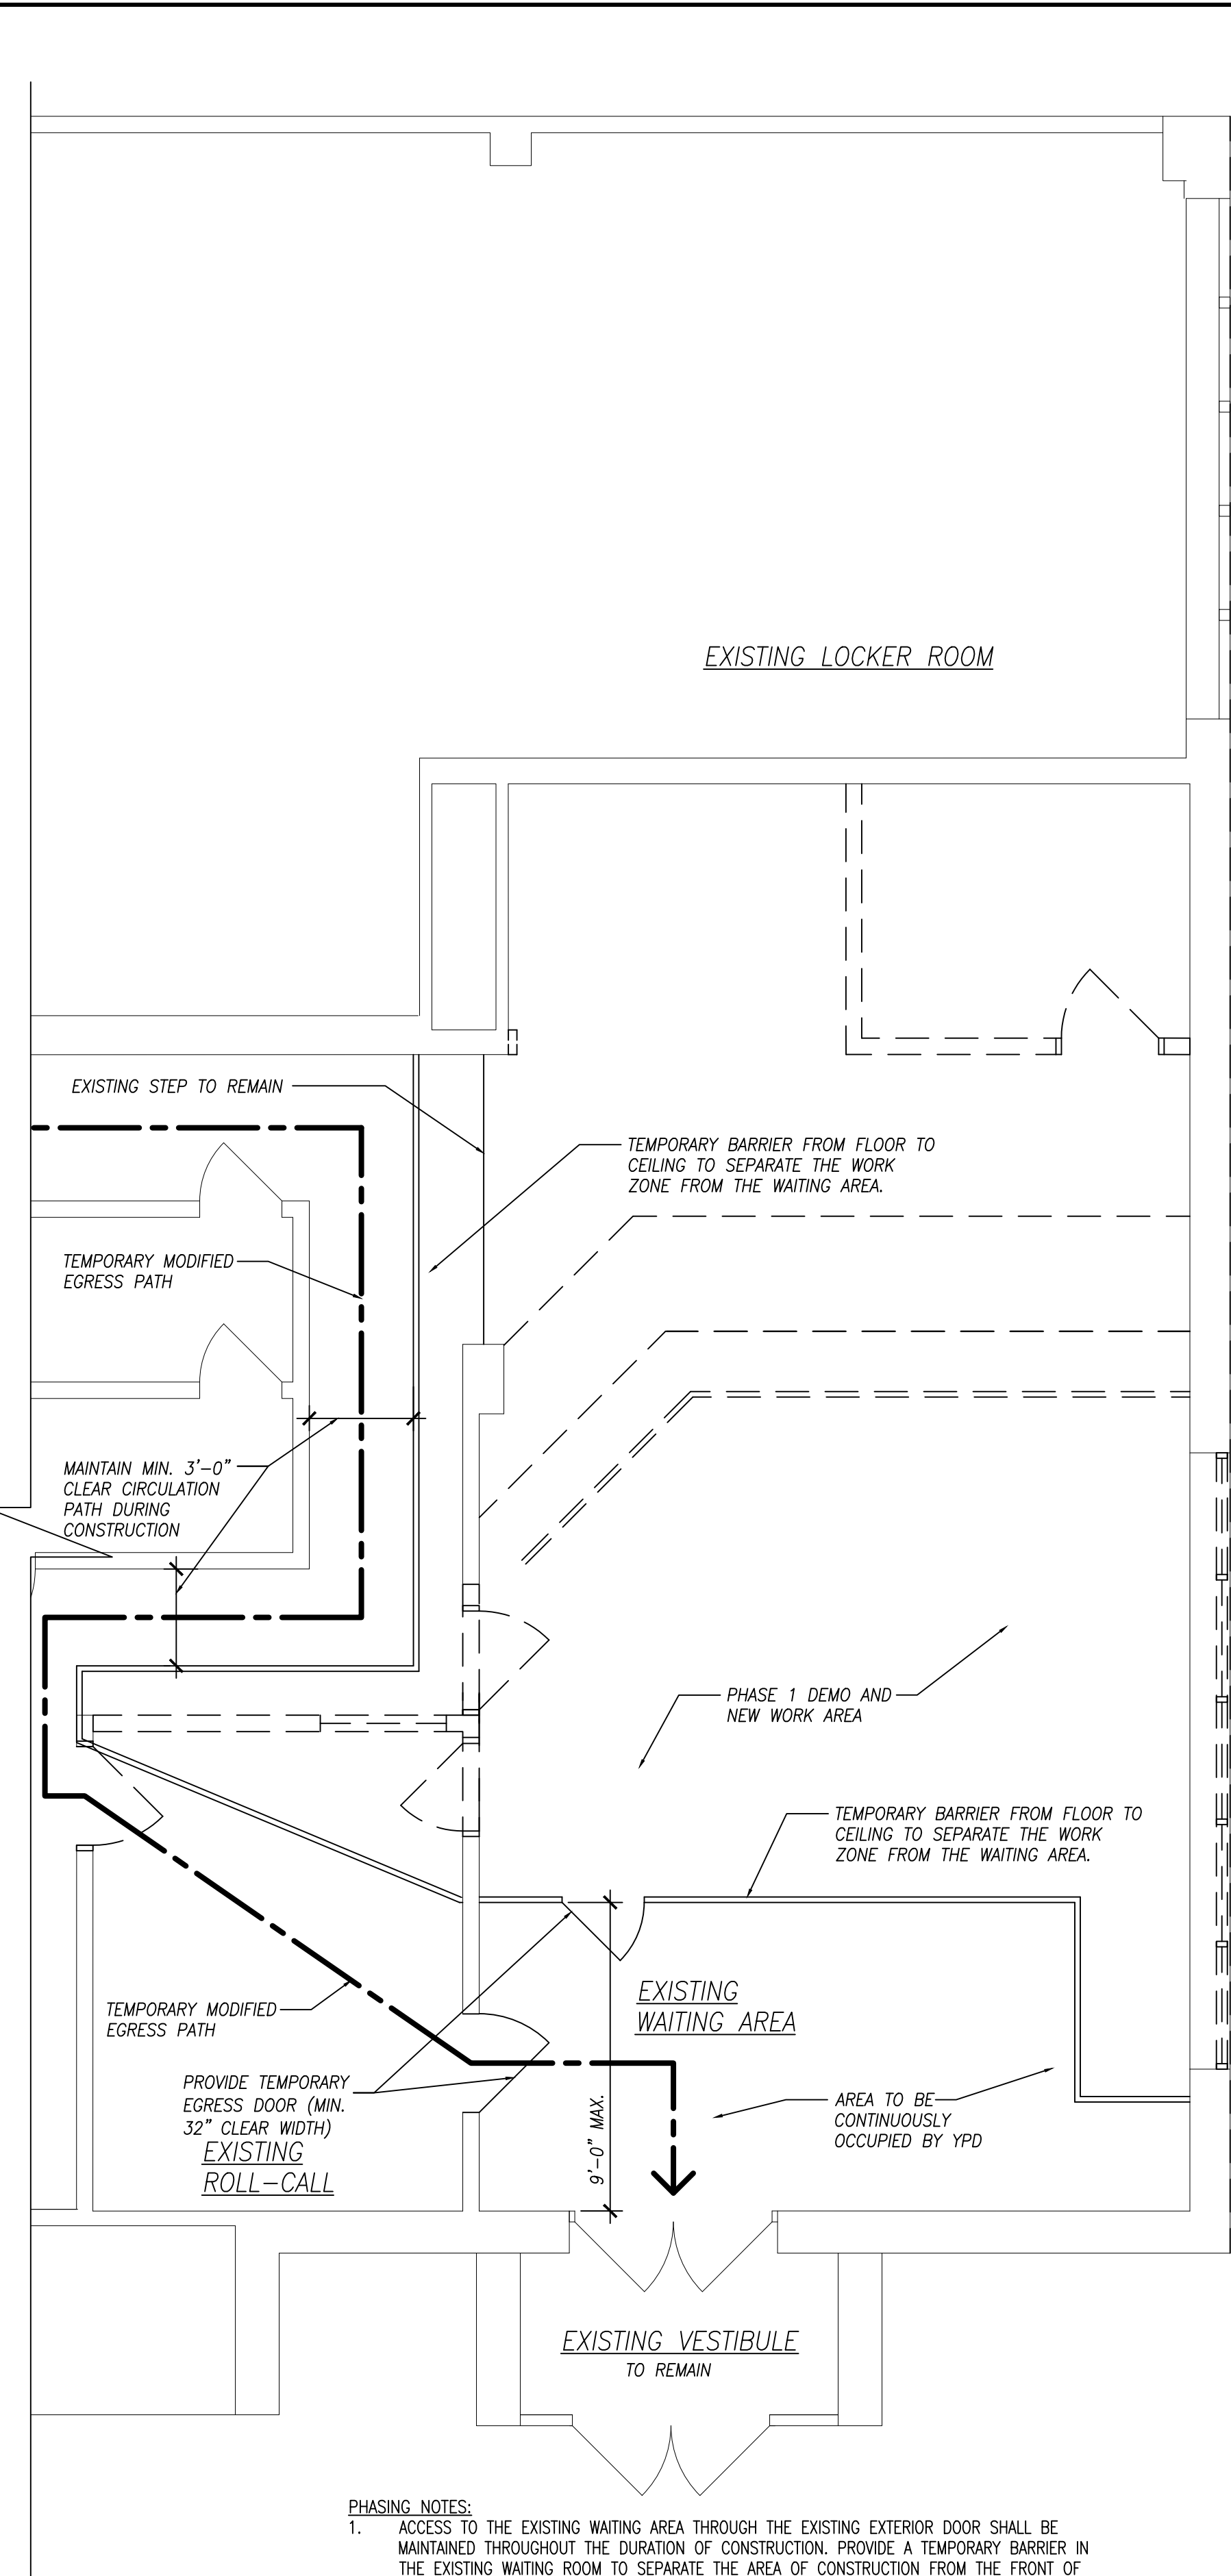 EXISTING LOCKER ROOM
EXISTING STEP TO REMAIN
TEMPORARY BARRIER FROM FLOOR TO
CEILING TO SEPARATE THE WORK
ZONE FROM THE WAITING AREA.
TEMPORARY MODIFIED
EGRESS PATH
MAINTAIN MIN. 3'-0"
CLEAR CIRCULATION
PATH DURING
CONSTRUCTION
PHASE 1 DEMO AND
NEW WORK AREA
TEMPORARY BARRIER FROM FLOOR TO
CEILING TO SEPARATE THE WORK
ZONE FROM THE WAITING AREA.
EXISTING
WAITING AREA
TEMPORARY MODIFIED
EGRESS PATH
PROVIDE TEMPORARY
EGRESS DOOR (MIN.
32" CLEAR WIDTH)
EXISTING
ROLL-CALL
9'-0" MAX.
AREA TO BE
CONTINUOUSLY
OCCUPIED BY YPD
EXISTING VESTIBULE
TO REMAIN
PHASING NOTES:
1. ACCESS TO THE EXISTING WAITING AREA THROUGH THE EXISTING EXTERIOR DOOR SHALL BE
MAINTAINED THROUGHOUT THE DURATION OF CONSTRUCTION. PROVIDE A TEMPORARY BARRIER IN
THE EXISTING WAITING ROOM TO SEPARATE THE AREA OF CONSTRUCTION FROM THE FRONT OF